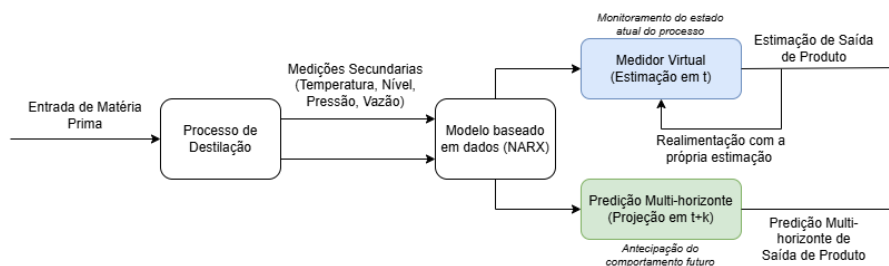 Monitoramento do estado
atual do processo
Entrada de Matéria
Prima
Processo de
Destilação
Medições Secundarias
(Temperatura, Nível,
Pressão, Vazão)
Modelo baseado
em dados (NARX)
Medidor Virtual
(Estimação em t)
Estimação de Saída
de Produto
Realimentação com a
própria estimação
Predição Multi-horizonte
(Projeção em t+k)
Antecipação do
comportamento futuro
Predição Multi-
horizonte de
Saída de Produto